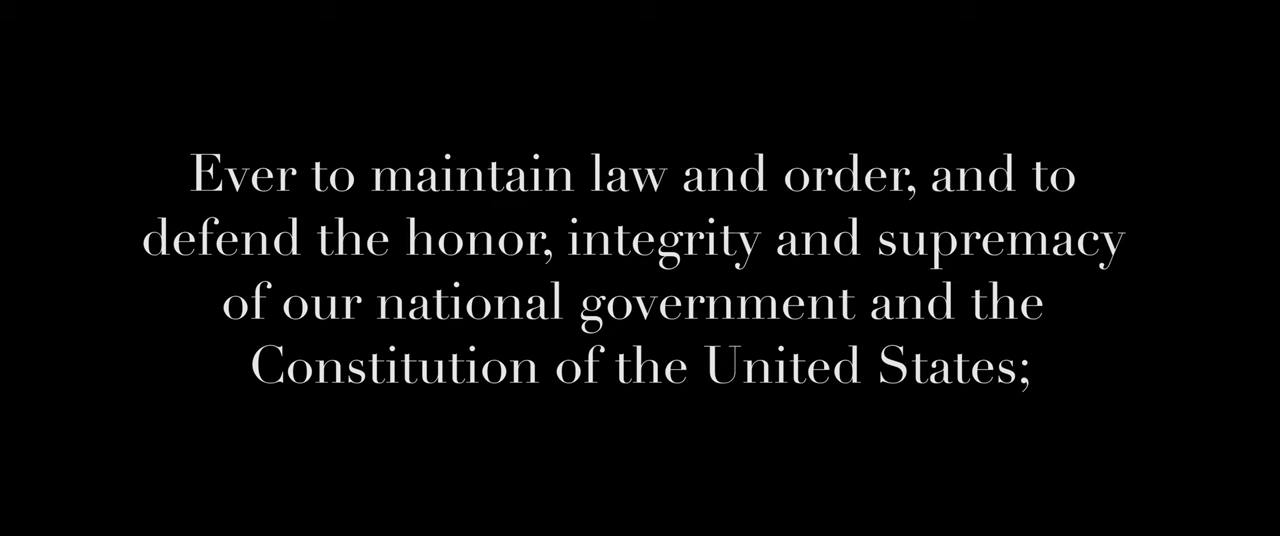 Ever to maintain law and order, and to
defend the honor, integrity and supremacy
of our national government and the
Constitution of the United States;